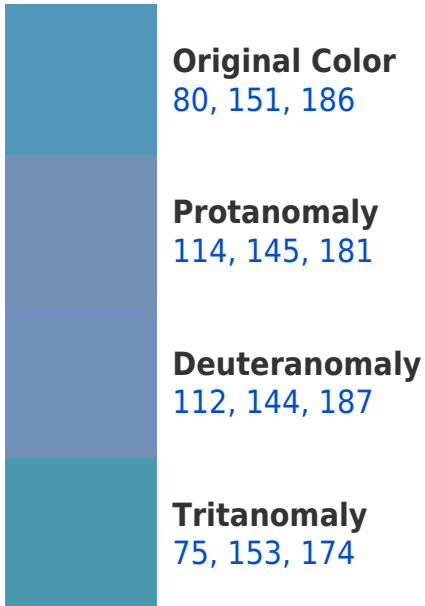 Original Color
80, 151, 186
Protanomaly
114, 145, 181
Deuteranomaly
112, 144, 187
Tritanomaly
75, 153, 174